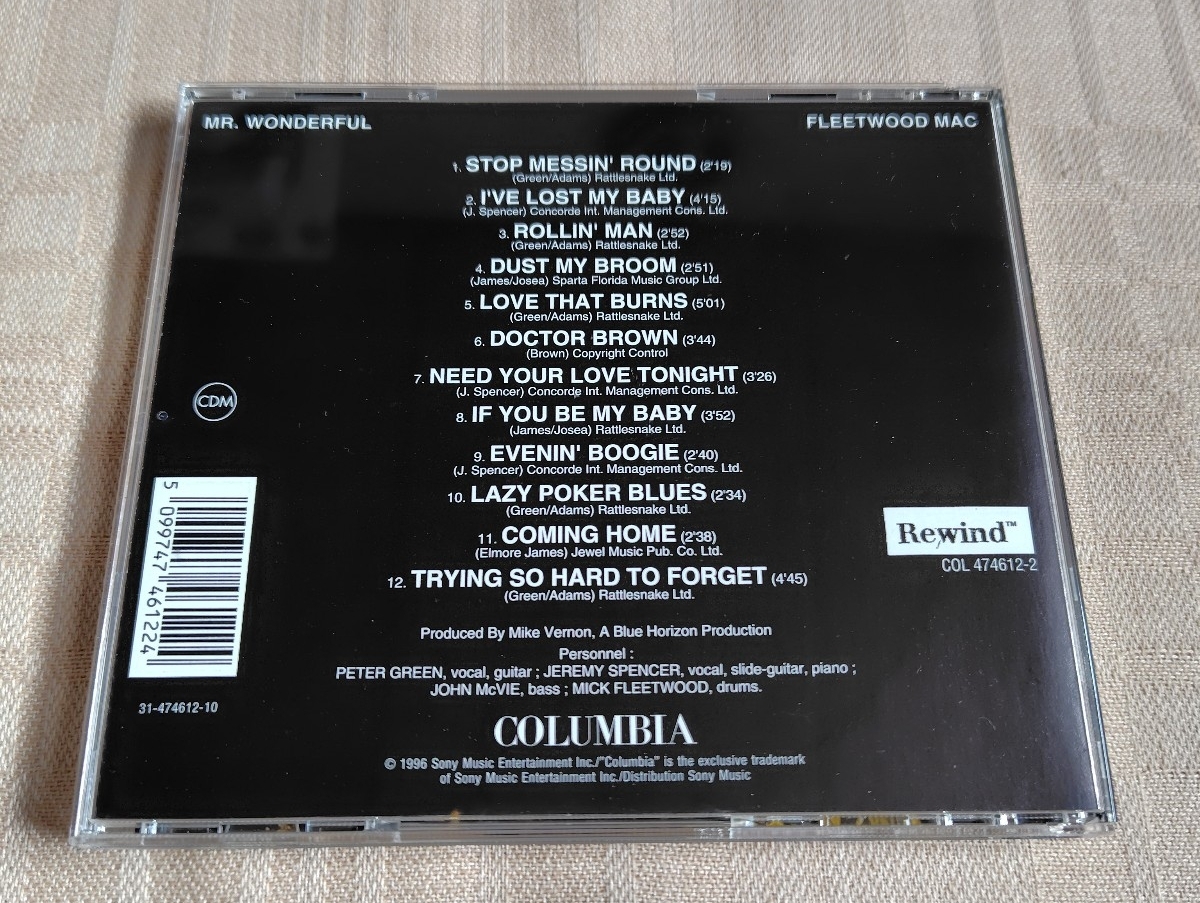 MR. WONDERFUL
FLEETWOOD MAC
1. STOP MESSIN' ROUND (2'19)
(Green/Adams) Rattlesnake Ltd.
2. I'VE LOST MY BABY (4'15)
(J. Spencer) Concorde Int. Management Cons. Ltd.
3. ROLLIN' MAN (2'52)
(Green/Adams) Rattlesnake Ltd.
4. DUST MY BROOM (2'51)
(James/Josea) Sparta Florida Music Group Ltd.
5. LOVE THAT BURNS (5'01)
(Green/Adams) Rattlesnake Ltd.
6. DOCTOR BROWN (3'44)
(Brown) Copyright Control
7. NEED YOUR LOVE TONIGHT (3'26)
(J. Spencer) Concorde Int. Management Cons. Ltd.
8. IF YOU BE MY BABY (3'52)
(James/Josea) Rattlesnake Ltd.
9. EVENIN' BOOGIE (2'40)
(J. Spencer) Concorde Int. Management Cons. Ltd.
10. LAZY POKER BLUES (2'34)
(Green/Adams) Rattlesnake Ltd.
11. COMING HOME (2'38)
(Elmore James) Jewel Music Pub. Co. Ltd.
12. TRYING SO HARD TO FORGET (4'45)
(Green/Adams) Rattlesnake Ltd.
CDM
5 099747 461224
31-474612-10
Rewind™
COL 474612-2
Produced By Mike Vernon, A Blue Horizon Production
Personnel :
PETER GREEN, vocal, guitar ; JEREMY SPENCER, vocal, slide-guitar, piano ;
JOHN McVIE, bass ; MICK FLEETWOOD, drums.
COLUMBIA
© 1996 Sony Music Entertainment Inc./"Columbia" is the exclusive trademark
of Sony Music Entertainment Inc./Distribution Sony Music